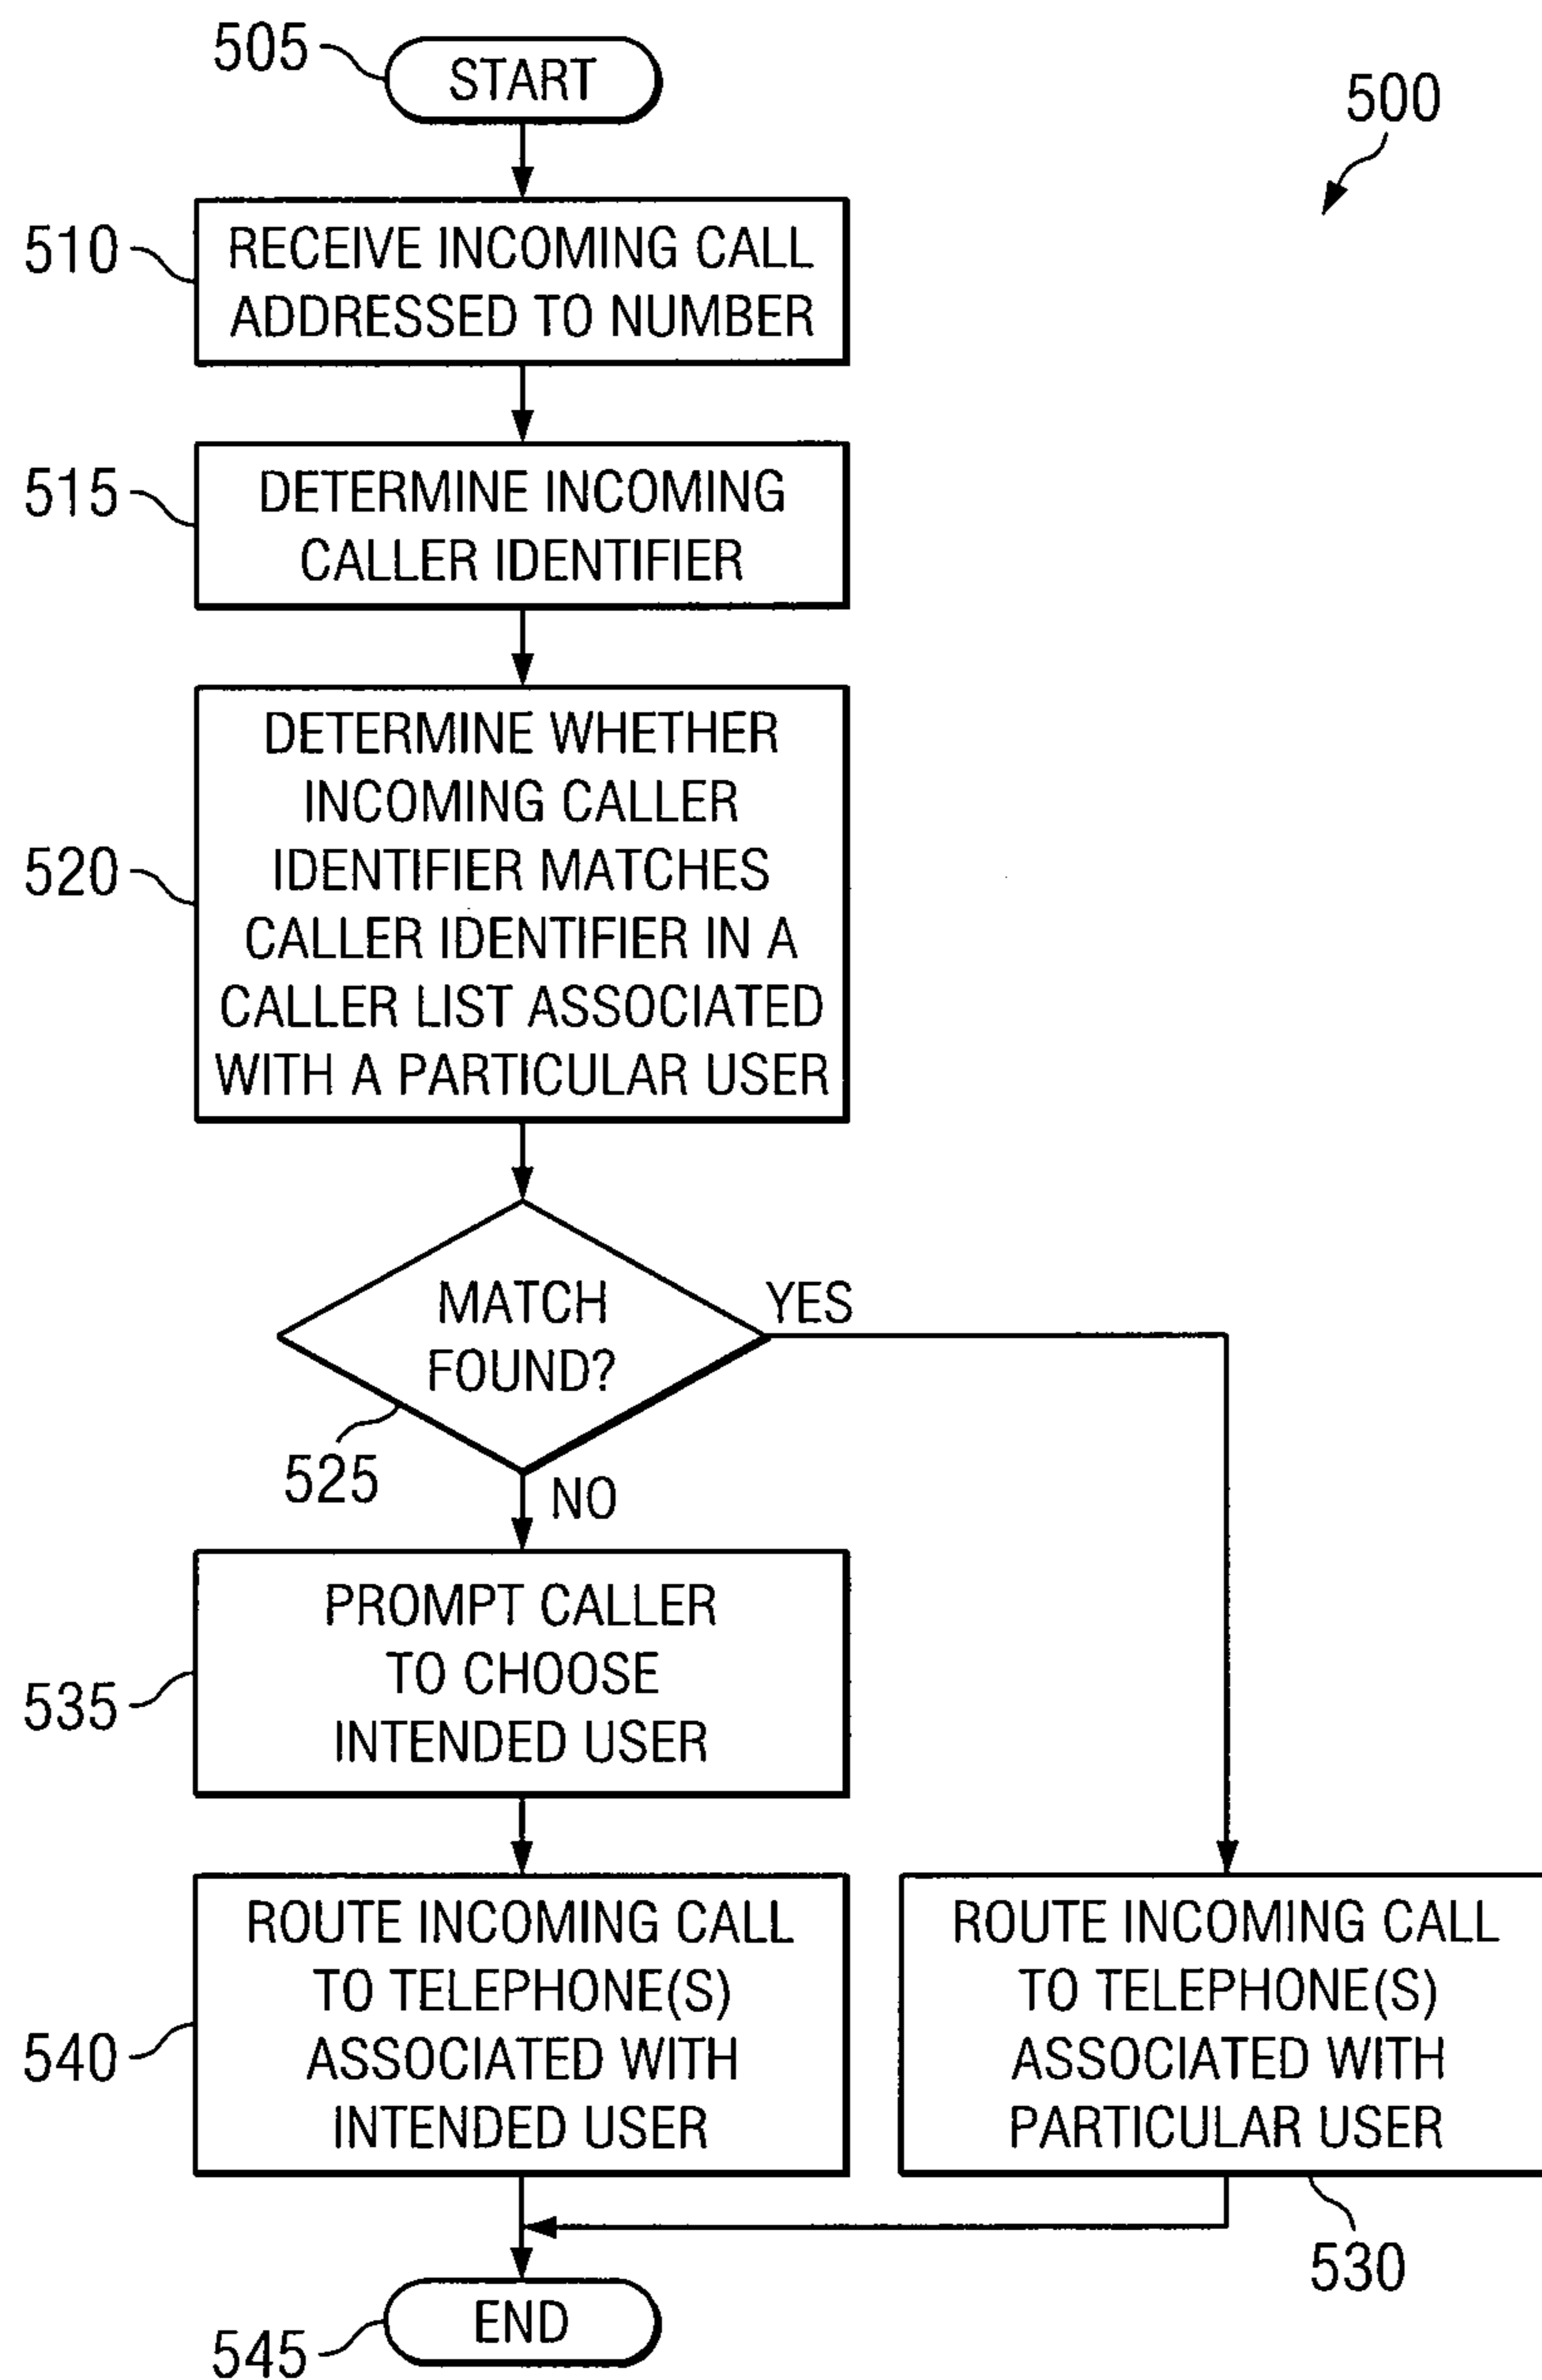 505
START
500
510
RECEIVE INCOMING CALL
ADDRESSED TO NUMBER
515
DETERMINE INCOMING
CALLER IDENTIFIER
520
DETERMINE WHETHER
INCOMING CALLER
IDENTIFIER MATCHES
CALLER IDENTIFIER IN A
CALLER LIST ASSOCIATED
WITH A PARTICULAR USER
MATCH
FOUND?
YES
525
NO
535
PROMPT CALLER
TO CHOOSE
INTENDED USER
540
ROUTE INCOMING CALL
TO TELEPHONE(S)
ASSOCIATED WITH
INTENDED USER
ROUTE INCOMING CALL
TO TELEPHONE(S)
ASSOCIATED WITH
PARTICULAR USER
530
545
END